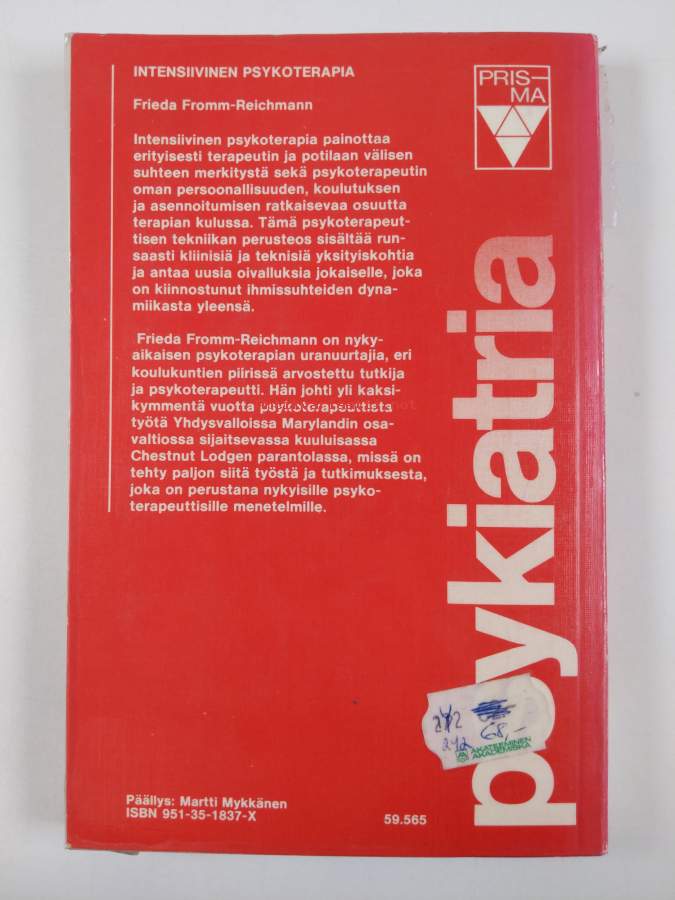 INTENSIIVINEN PSYKOTERAPIA
Frieda Fromm-Reichmann
Intensiivinen psykoterapia painottaa
erityisesti terapeutin ja potilaan välisen
suhteen merkitystä sekä psykoterapeutin
oman persoonallisuuden, koulutuksen
ja asennoitumisen ratkaisevaa osuutta
terapian kulussa. Tämä psykoterapeut-
tisen tekniikan perusteos sisältää run-
saasti kliinisiä ja teknisiä yksityiskohtia
ja antaa uusia oivalluksia jokaiselle, joka
on kiinnostunut ihmissuhteiden dyna-
miikasta yleensä.
Frieda Fromm-Reichmann on nyky-
aikaisen psykoterapian uranuurtajia, eri
koulukuntien piirissä arvostettu tutkija
ja psykoterapeutti. Hän johti yli kaksi-
kymmentä vuotta psykoterapeuttista
työtä Yhdysvalloissa Marylandin osa-
valtiossa sijaitsevassa kuuluisassa
Chestnut Lodgen parantolassa, missä on
tehty paljon siitä työstä ja tutkimuksesta,
joka on perustana nykyisille psyko-
terapeuttisille menetelmille.
PRIS-
MA
psykiatria
242
242
68,-
AKATEEMINEN
AKADEMISKA
Päällys: Martti Mykkänen
ISBN 951-35-1837-X
59.565